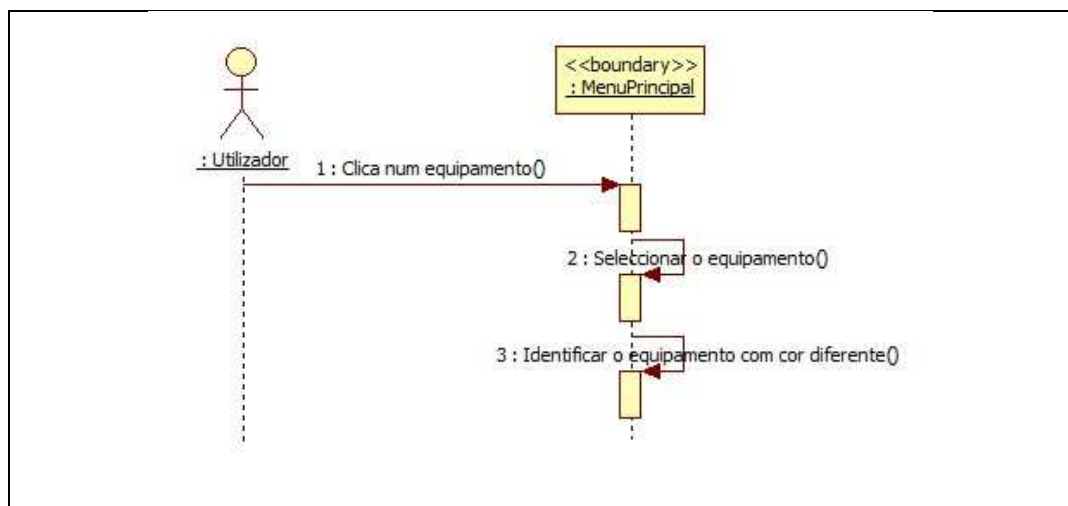 <<boundary>>
: MenuPrincipal
: Utilizador
1 : Clica num equipamento()
2 : Seleccionar o equipamento()
3 : Identificar o equipamento com cor diferente()